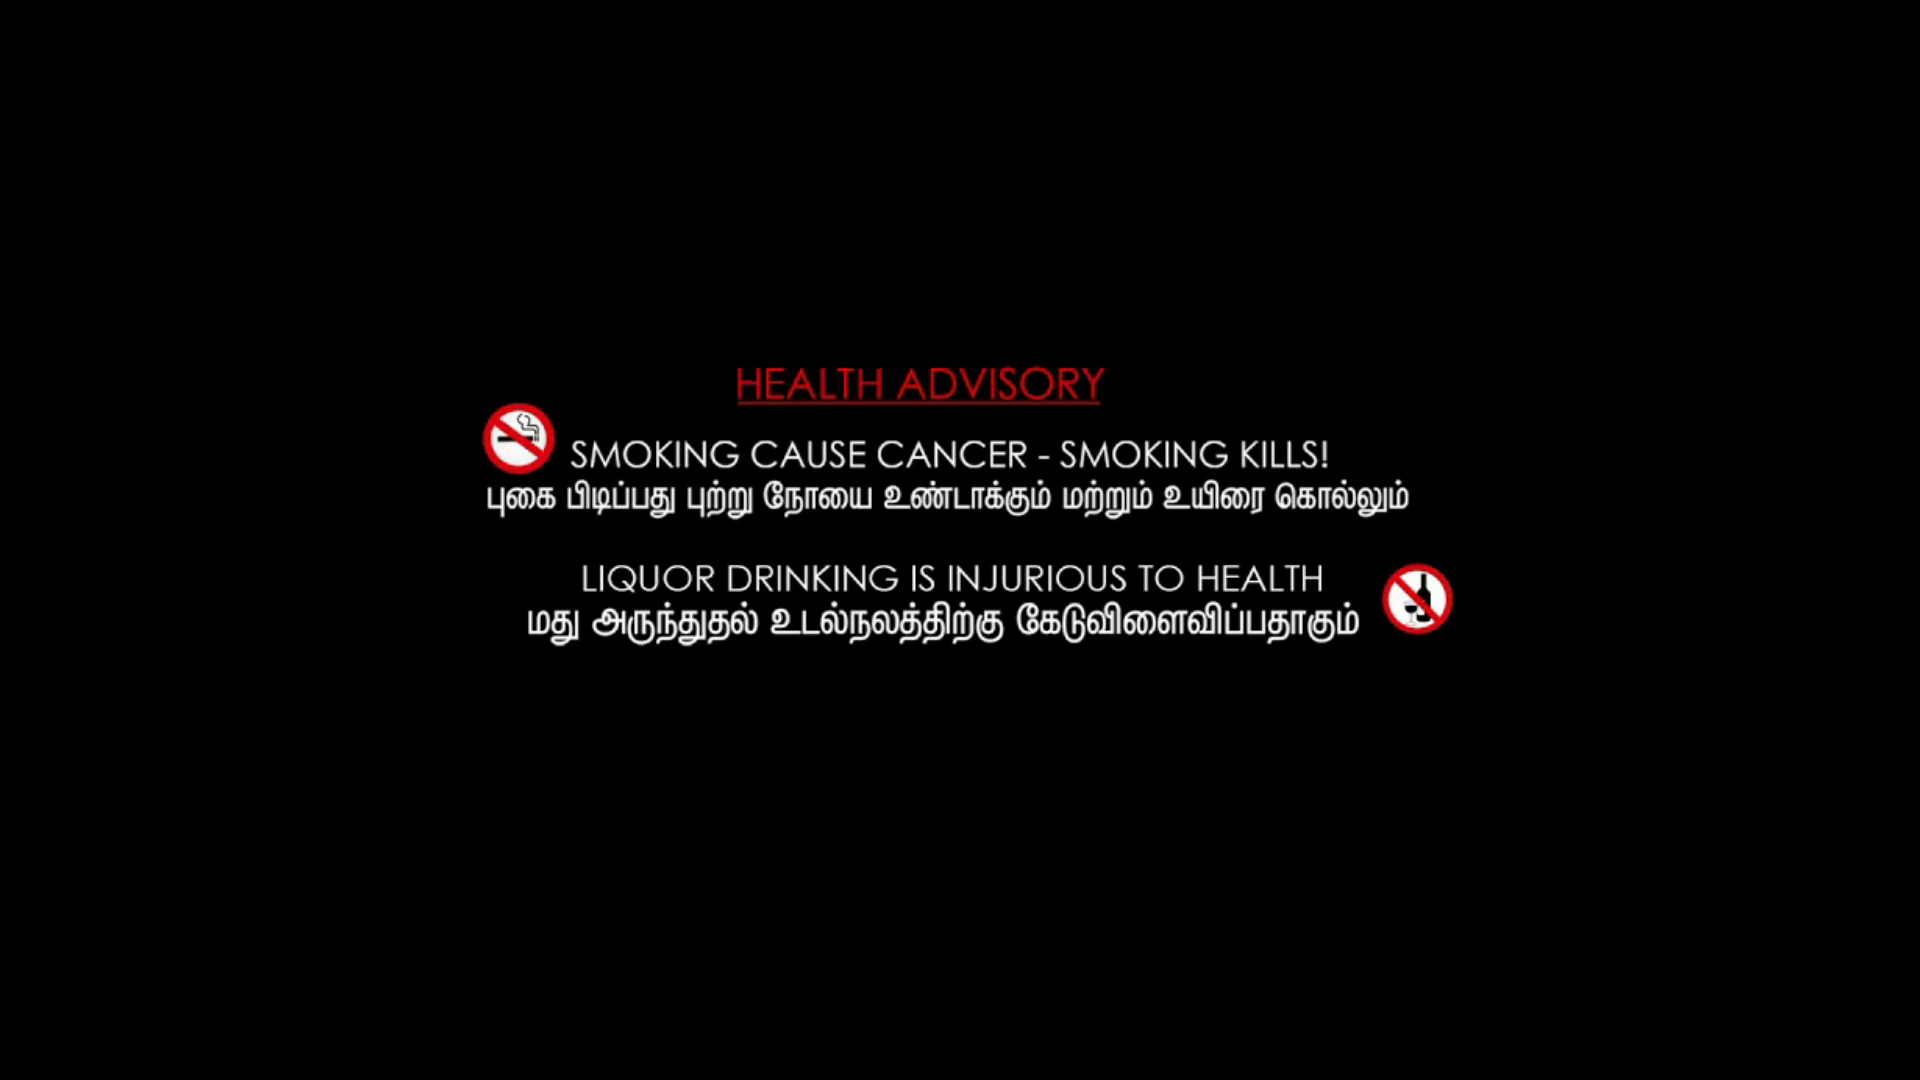 HEALTH ADVISORY
SMOKING CAUSE CANCER - SMOKING KILLS!
புகை பிடிப்பது புற்று நோயை உண்டாக்கும் மற்றும் உயிரை கொல்லும்
LIQUOR DRINKING IS INJURIOUS TO HEALTH
மது அருந்துதல் உடல்நலத்திற்கு கேடுவிளைவிப்பதாகும்